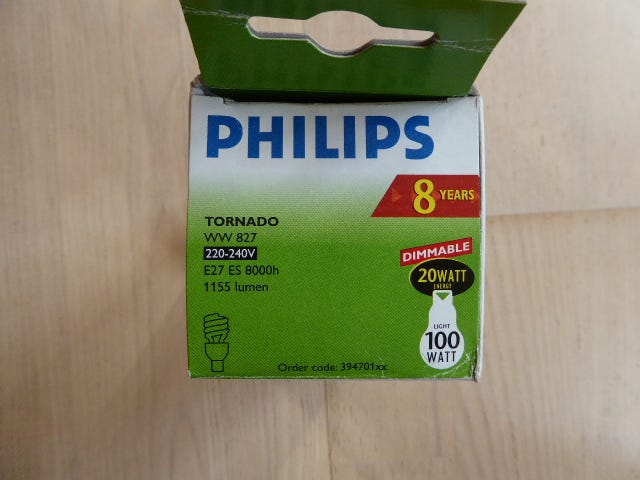 PHILIPS
8 YEARS
TORNADO
WW 827
220-240V
E27 ES 8000h
1155 lumen
DIMMABLE
20WATT
ENERGY
LIGHT
100
WATT
Order code: 394701xx